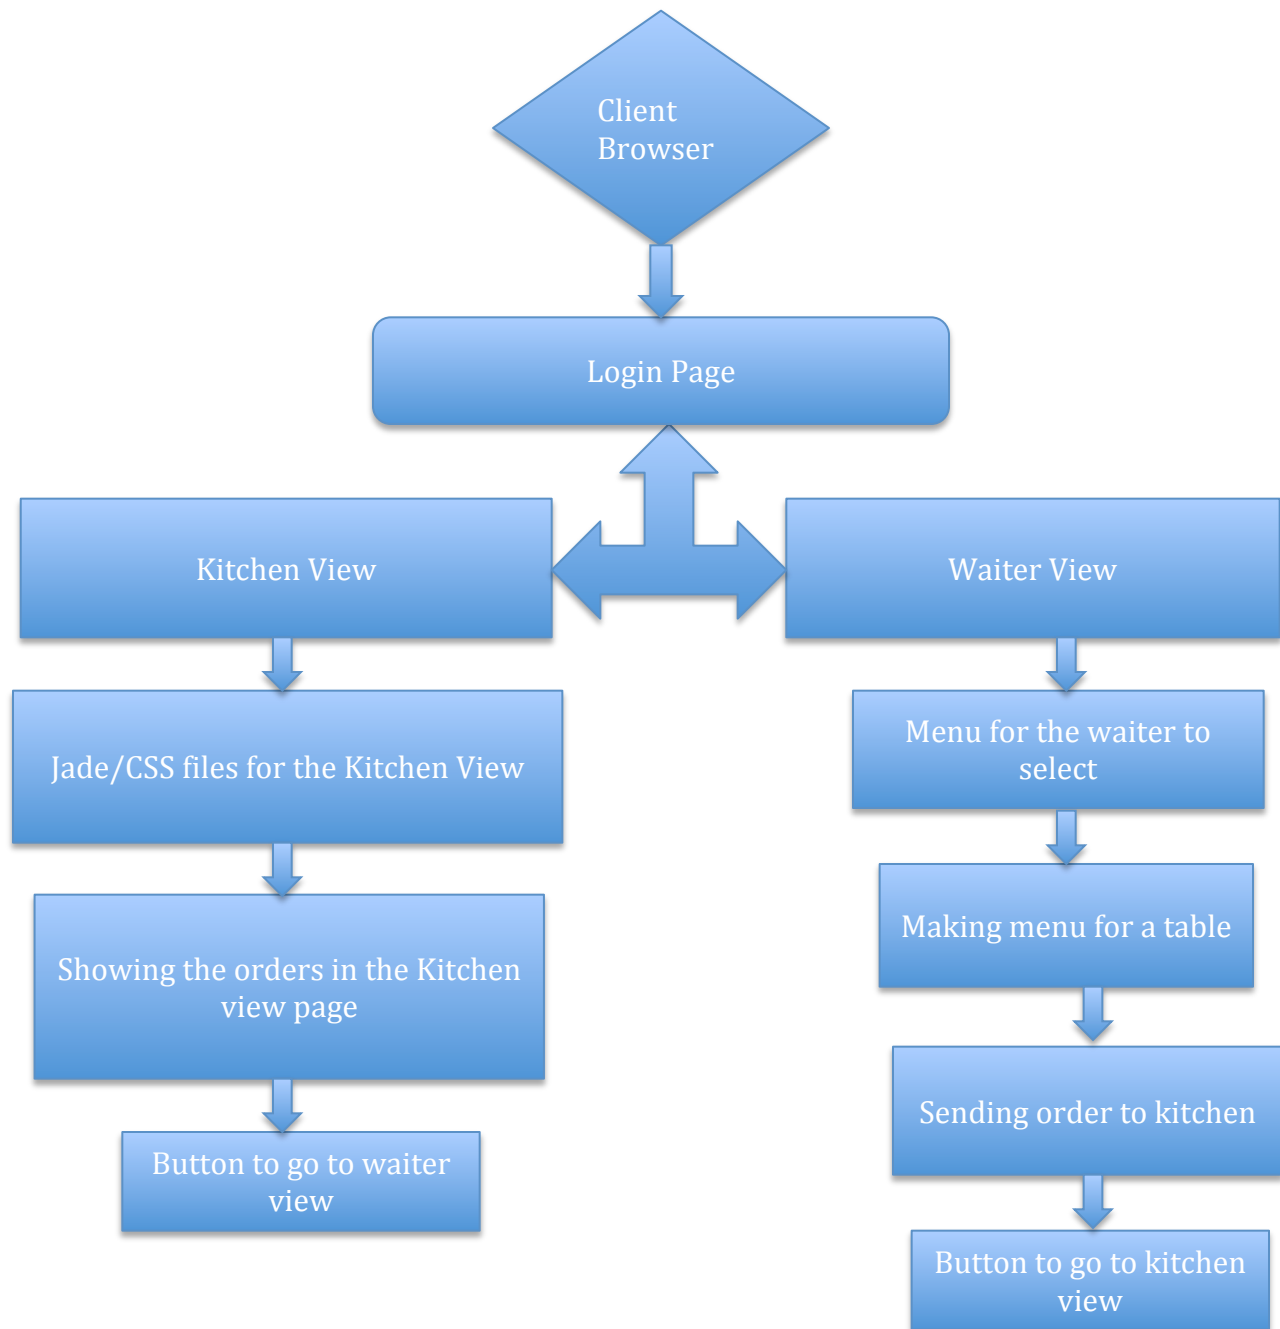 Client
Browser
Login Page
Kitchen View
Jade/CSS files for the Kitchen View
Showing the orders in the Kitchen
view page
Button to go to waiter
view
Waiter View
Menu for the waiter to
select
Making menu for a table
Sending order to kitchen
Button to go to kitchen
view